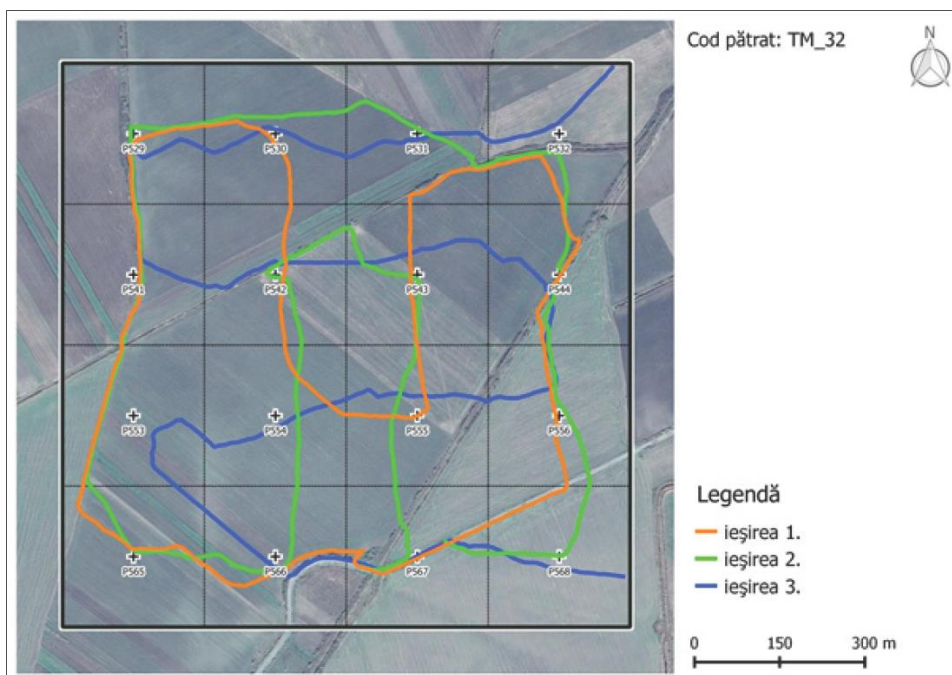 Cod pătrat: TM_32
N
P529
P530
P531
P532
P541
P542
P543
P544
P553
P554
P555
P556
P565
P566
P567
P568
Legendă
ieşirea 1.
ieşirea 2.
ieşirea 3.
0 150 300 m